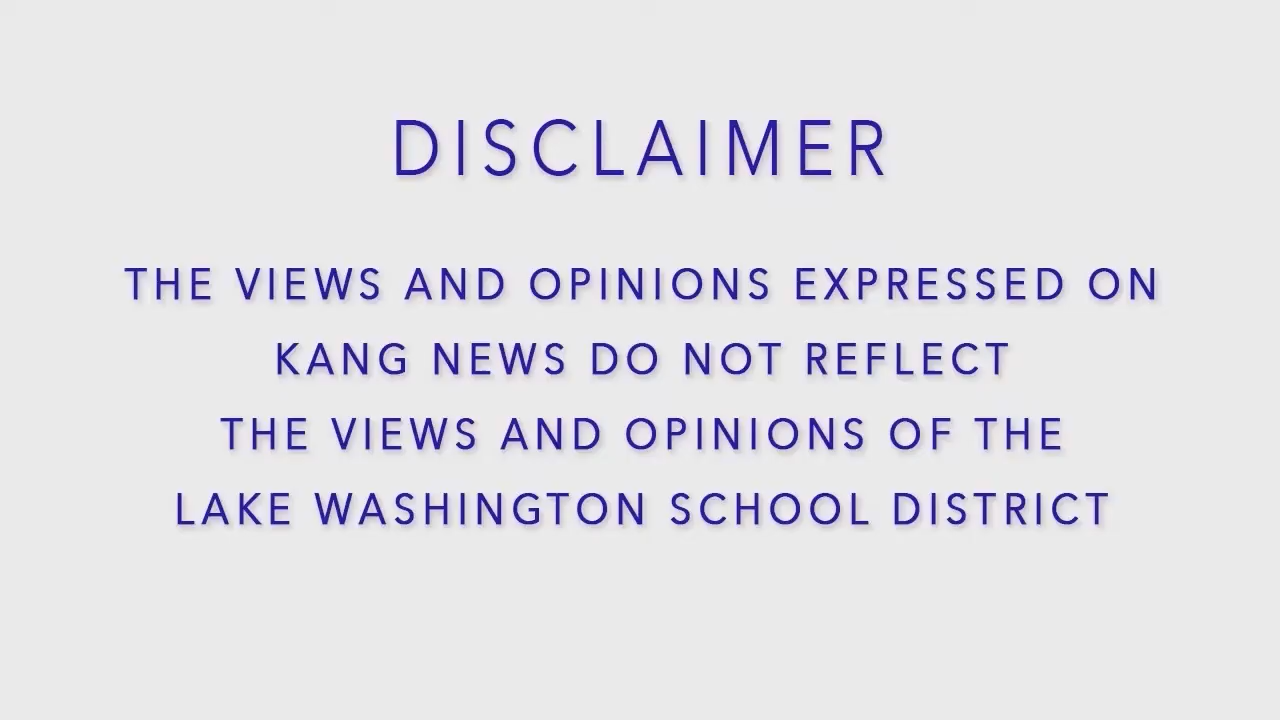 DISCLAIMER
THE VIEWS AND OPINIONS EXPRESSED ON
KANG NEWS DO NOT REFLECT
THE VIEWS AND OPINIONS OF THE
LAKE WASHINGTON SCHOOL DISTRICT